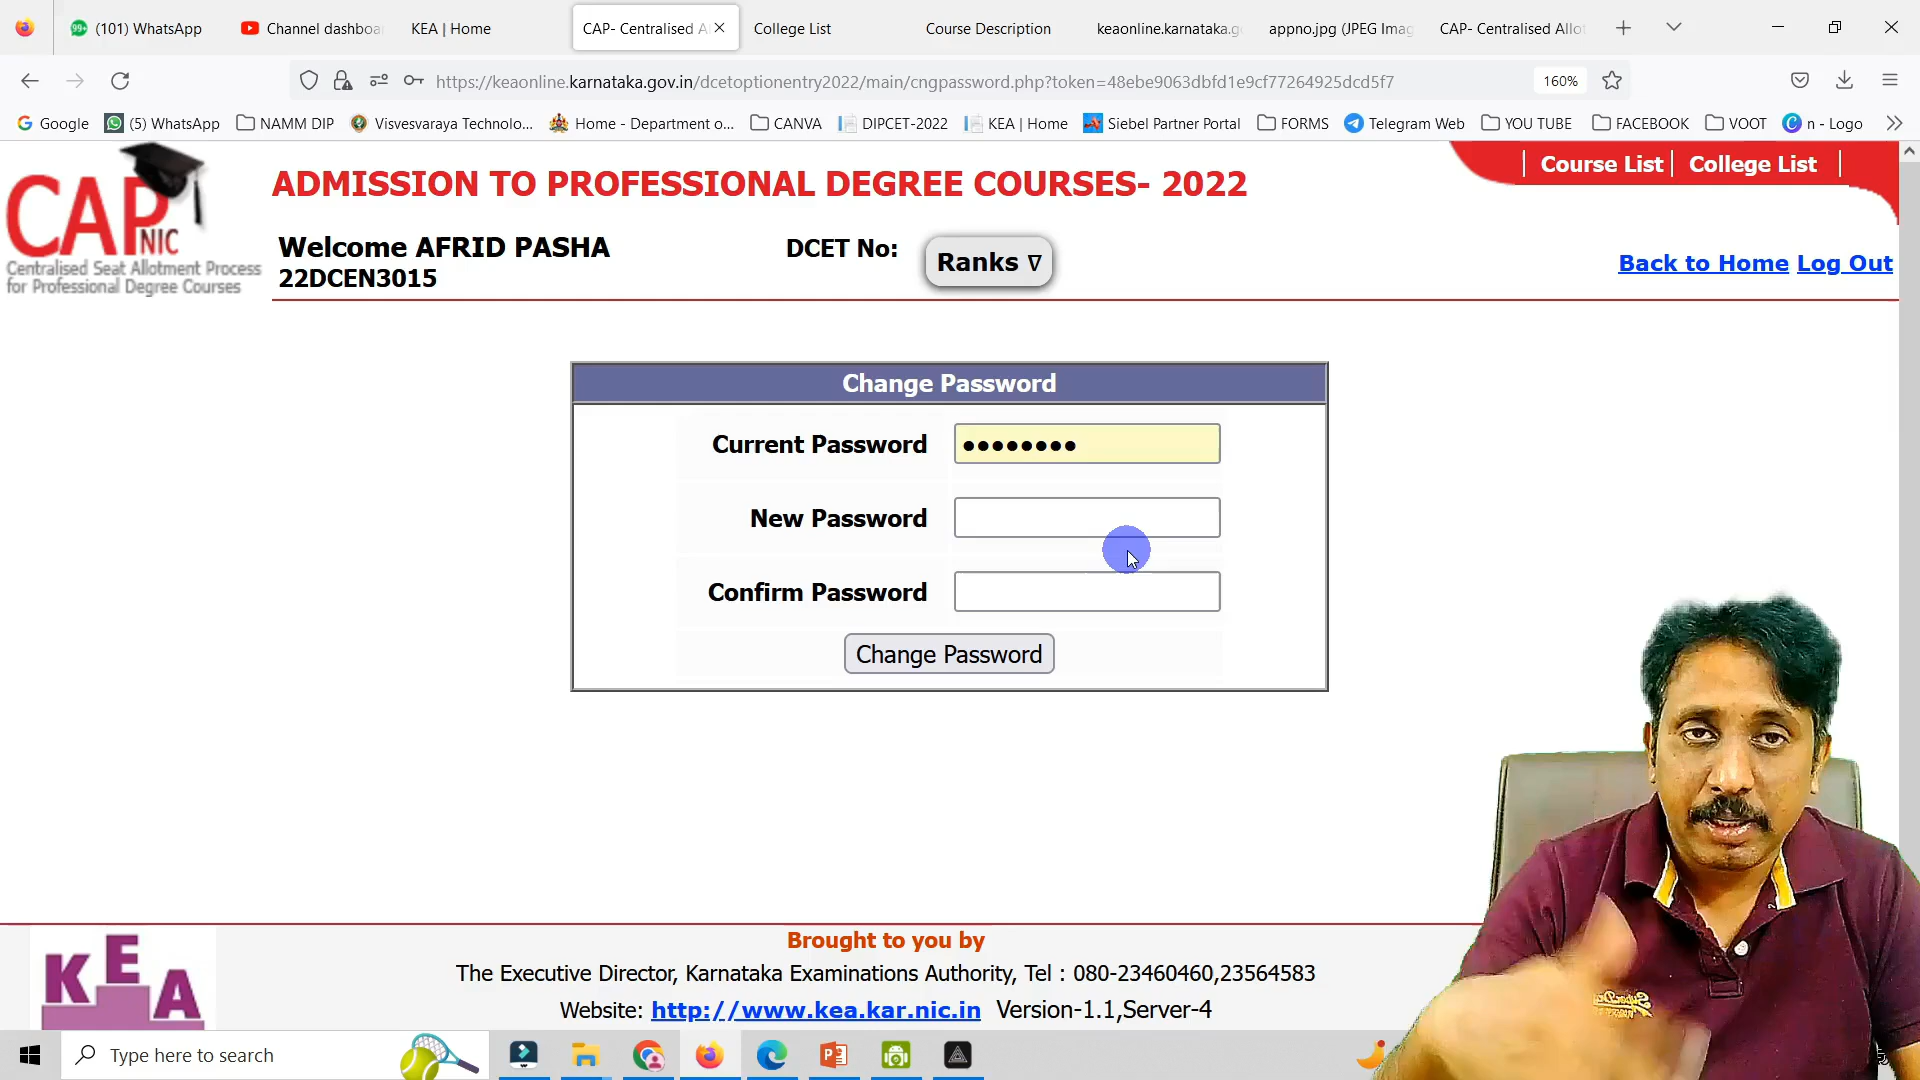 (101) WhatsApp
Channel dashboa
KEA | Home
CAP- Centralised A
College List
Course Description
keaonline.karnataka.g
appno.jpg (JPEG Imag
CAP- Centralised Allo
https://keaonline.karnataka.gov.in/dcetoptionentry2022/main/cngpassword.php?token=48ebe9063dbfd1e9cf77264925dcd5f7
160%
Google
(5) WhatsApp
NAMM DIP
Visvesvaraya Technolo...
Home - Department o...
CANVA
DIPCET-2022
KEA | Home
Siebel Partner Portal
FORMS
Telegram Web
YOU TUBE
FACEBOOK
VOOT
n - Logo
CAP NIC
Centralised Seat Allotment Process
for Professional Degree Courses
ADMISSION TO PROFESSIONAL DEGREE COURSES- 2022
| Course List | College List |
Welcome AFRID PASHA
22DCEN3015
DCET No:
Ranks ∇
Back to Home Log Out
Change Password
Current Password
New Password
Confirm Password
Change Password
KEA
Brought to you by
The Executive Director, Karnataka Examinations Authority, Tel : 080-23460460,23564583
Website: http://www.kea.kar.nic.in Version-1.1,Server-4
Type here to search